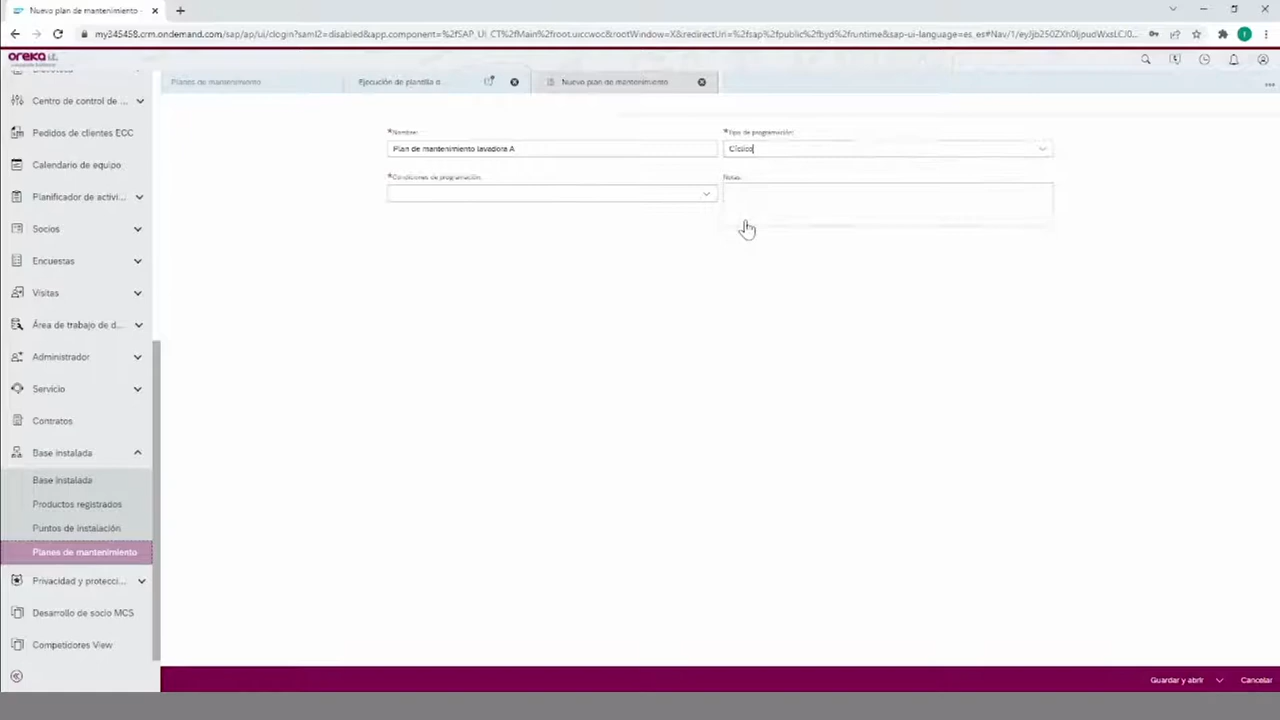 Nuevo plan de mantenimiento
my345458.crm.ondemand.com/sap/ap/ui/clogin?saml2=disabled&app.component=%2fSAP_UI_CT%2fMain%2froot.uiccwoc&rootWindow=X&redirectUri=%2fsap%2fpublic%2fbyd%2fruntime&sap-ui-language=es_es#Nav/1/
oreka i.t.
Planes de mantenimiento
Ejecución de plantilla d...
Nuevo plan de mantenimiento
Centro de control de ...
Pedidos de clientes ECC
Calendario de equipo
Planificador de activi...
Socios
Encuestas
Visitas
Área de trabajo de d...
Administrador
Servicio
Contratos
Base instalada
Base instalada
Productos registrados
Puntos de instalación
Planes de mantenimiento
Privacidad y protecci...
Desarrollo de socio MCS
Competidores View
*Nombre:
Plan de mantenimiento lavadora A
*Tipo de programación:
Cíclico
*Condiciones de programación:
Notas:
Guardar y abrir
Cancelar